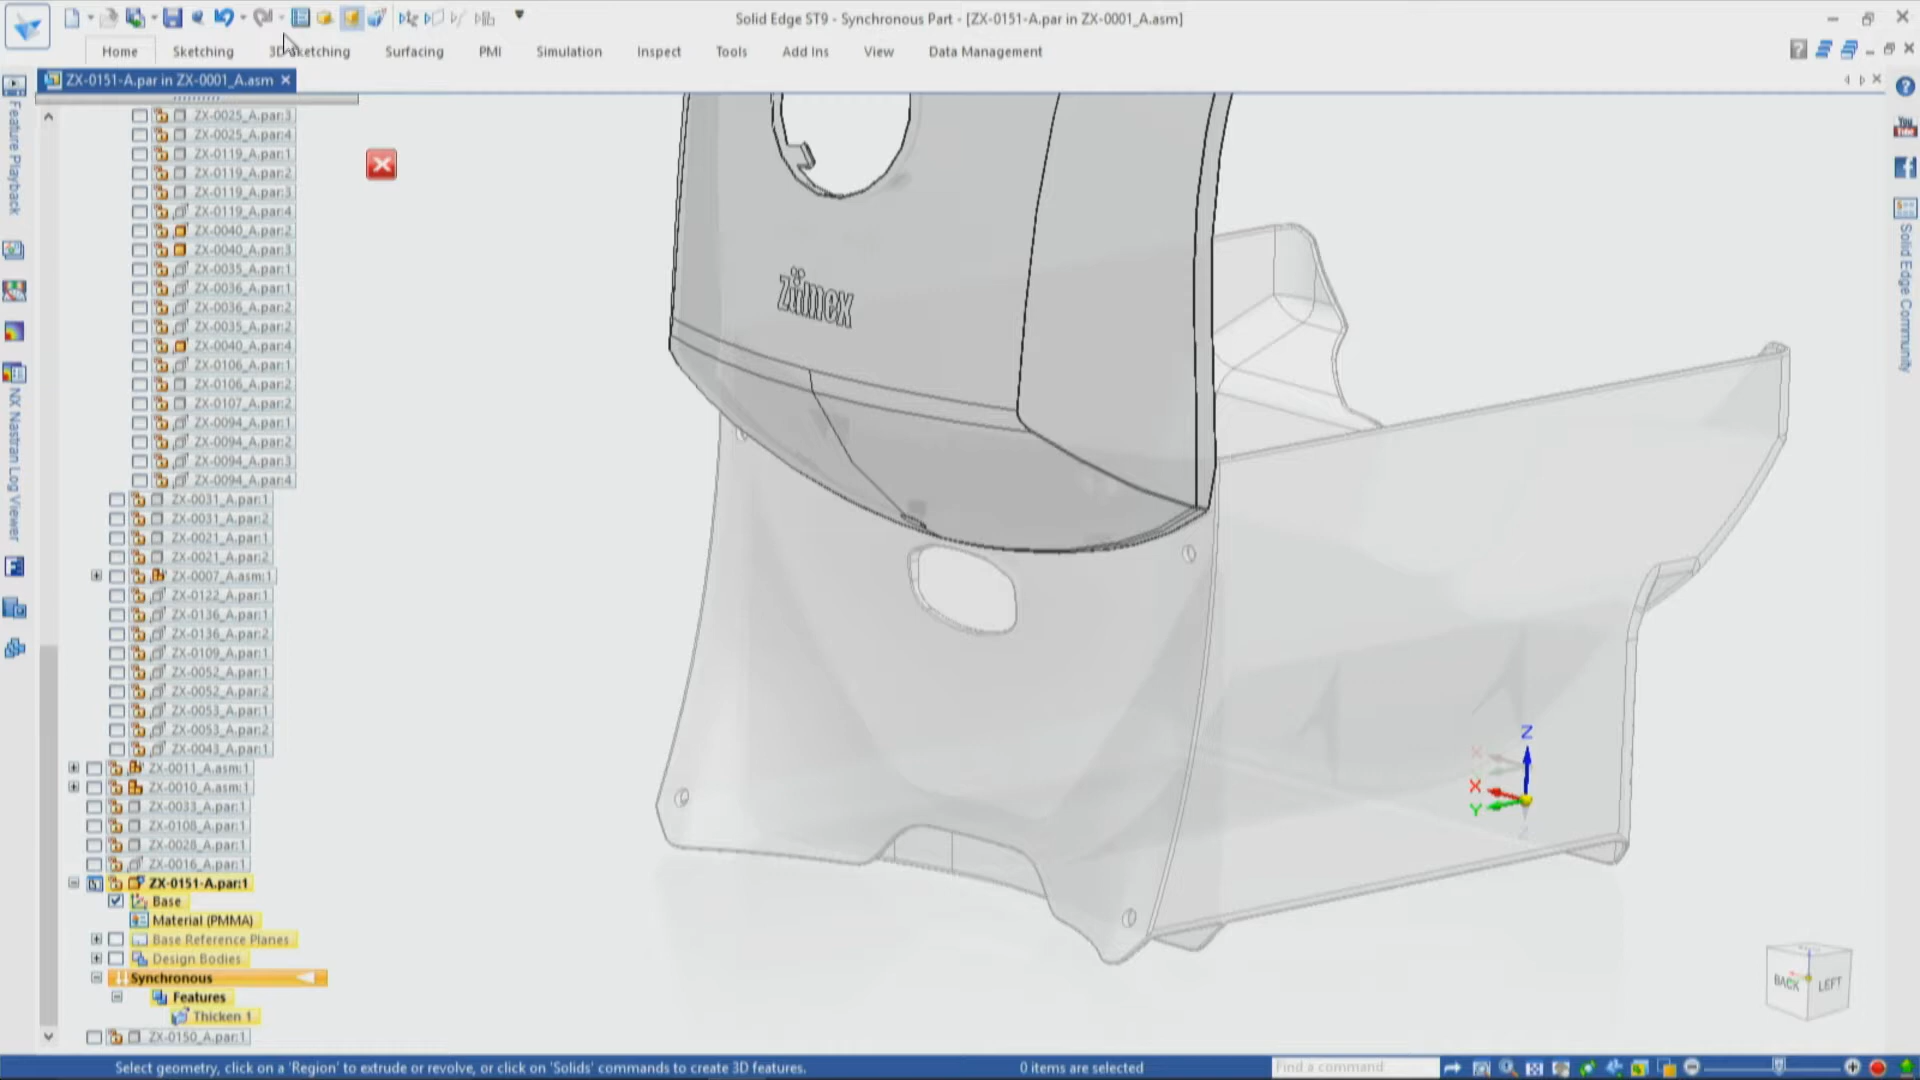 Solid Edge ST9 - Synchronous Part - [ZX-0151-A.par in ZX-0001_A.asm]
Home
Sketching
3D Sketching
Surfacing
PMI
Simulation
Inspect
Tools
Add Ins
View
Data Management
ZX-0151-A.par in ZX-0001_A.asm
Feature Playback
NX Nastran Log Viewer
ZX-0025_A.par:3
ZX-0025_A.par:4
ZX-0119_A.par:1
ZX-0119_A.par:2
ZX-0119_A.par:3
ZX-0119_A.par:4
ZX-0040_A.par:2
ZX-0040_A.par:3
ZX-0035_A.par:1
ZX-0036_A.par:1
ZX-0036_A.par:2
ZX-0035_A.par:2
ZX-0040_A.par:4
ZX-0106_A.par:1
ZX-0106_A.par:2
ZX-0107_A.par:2
ZX-0094_A.par:1
ZX-0094_A.par:2
ZX-0094_A.par:3
ZX-0094_A.par:4
ZX-0031_A.par:1
ZX-0031_A.par:2
ZX-0021_A.par:1
ZX-0021_A.par:2
ZX-0007_A.asm:1
ZX-0122_A.par:1
ZX-0136_A.par:1
ZX-0136_A.par:2
ZX-0109_A.par:1
ZX-0052_A.par:1
ZX-0052_A.par:2
ZX-0053_A.par:1
ZX-0053_A.par:2
ZX-0043_A.par:1
ZX-0011_A.asm:1
ZX-0010_A.asm:1
ZX-0033_A.par:1
ZX-0108_A.par:1
ZX-0028_A.par:1
ZX-0016_A.par:1
ZX-0151-A.par:1
Base
Material (PMMA)
Base Reference Planes
Design Bodies
Synchronous
Features
Thicken 1
ZX-0150_A.par:1
Zümex
Z
X
X
Y
Z
BACK
LEFT
You Tube
Solid Edge Community
Select geometry, click on a 'Region' to extrude or revolve, or click on 'Solids' commands to create 3D features.
0 items are selected
Find a command